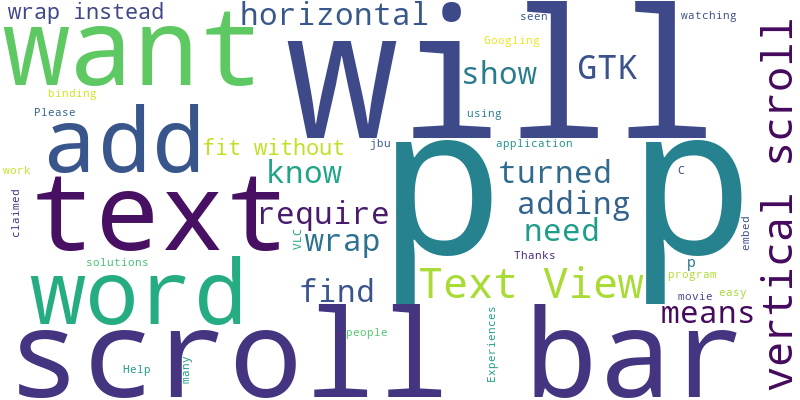 wrap instead
horizontal
seen
watching
want
will
Googling
show
GTK
binding
Please
using
add
fit without
jbu
application
p p
vertical scroll
work
know
turned
C
text
require
adding
claimed
VLC
wrap
need
embed
Thanks
solutions
p
word
find
Text View
program
movie
easy
means
scroll bar
people
Experiences
Help
many